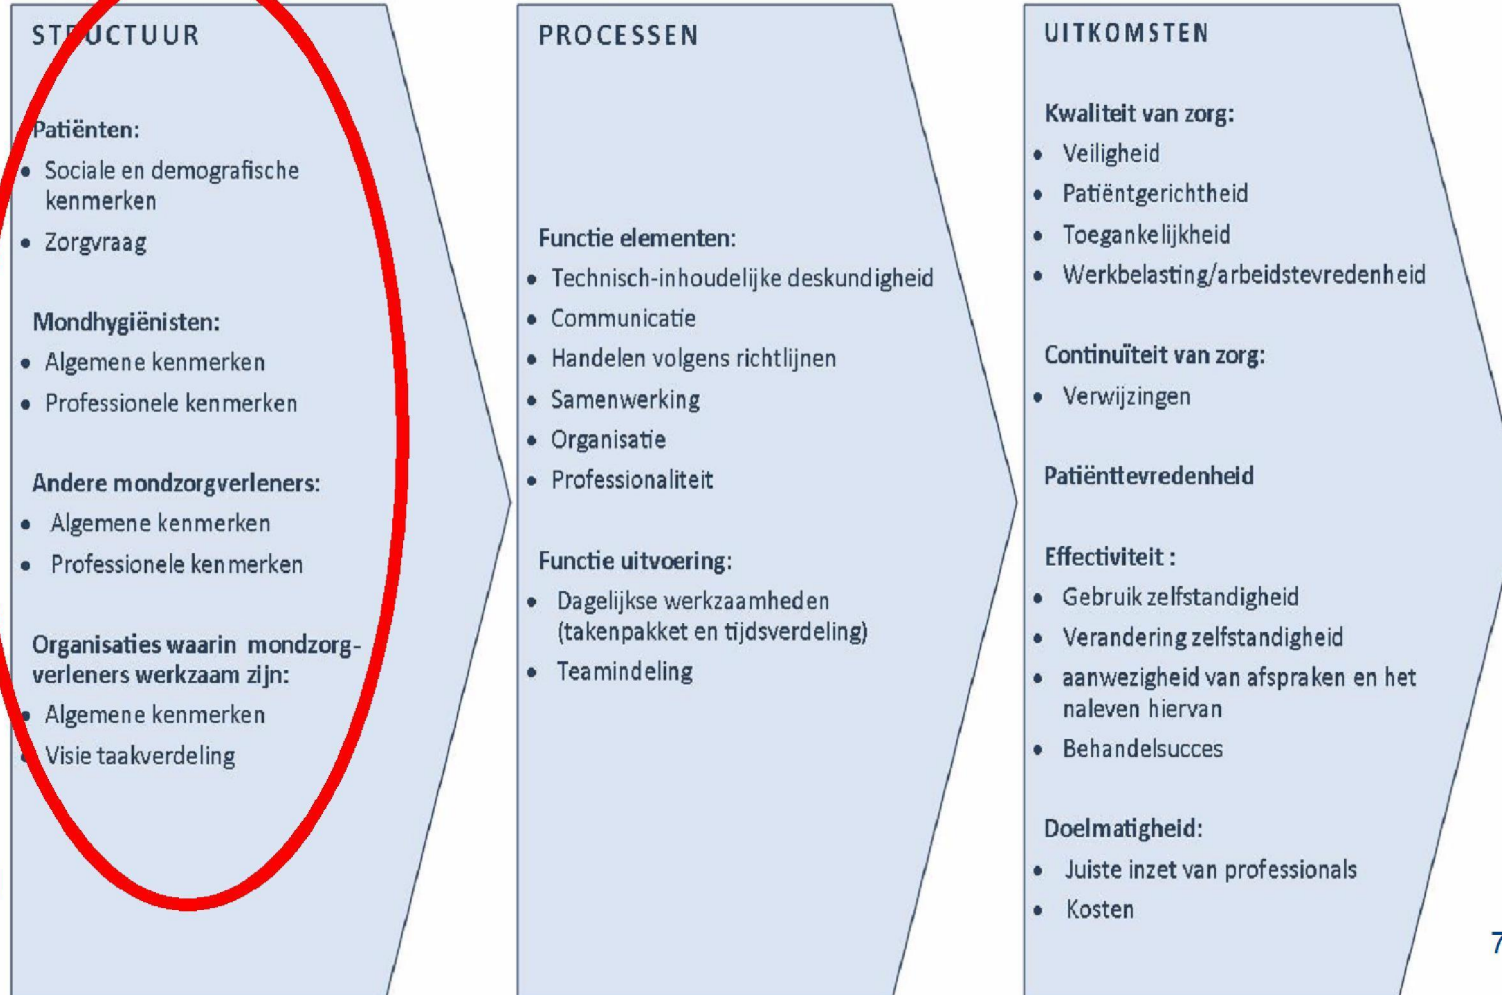 STRUCTUUR
Patiënten:
• Sociale en demografische
kenmerken
• Zorgvraag
Mondhygiënisten:
• Algemene kenmerken
• Professionele kenmerken
Andere mondzorgverleners:
• Algemene kenmerken
• Professionele kenmerken
Organisaties waarin mondzorg-
verleners werkzaam zijn:
• Algemene kenmerken
• Visie taakverdeling
PROCESSEN
Functie elementen:
• Technisch-inhoudelijke deskundigheid
• Communicatie
• Handelen volgens richtlijnen
• Samenwerking
• Organisatie
• Professionaliteit
Functie uitvoering:
• Dagelijkse werkzaamheden
(takenpakket en tijdsverdeling)
• Teamindeling
UITKOMSTEN
Kwaliteit van zorg:
• Veiligheid
• Patiëntgerichtheid
• Toegankelijkheid
• Werkbelasting/arbeidstevredenheid
Continuïteit van zorg:
• Verwijzingen
Patiënttevredenheid
Effectiviteit :
• Gebruik zelfstandigheid
• Verandering zelfstandigheid
• aanwezigheid van afspraken en het
naleven hiervan
• Behandelsucces
Doelmatigheid:
• Juiste inzet van professionals
• Kosten
7